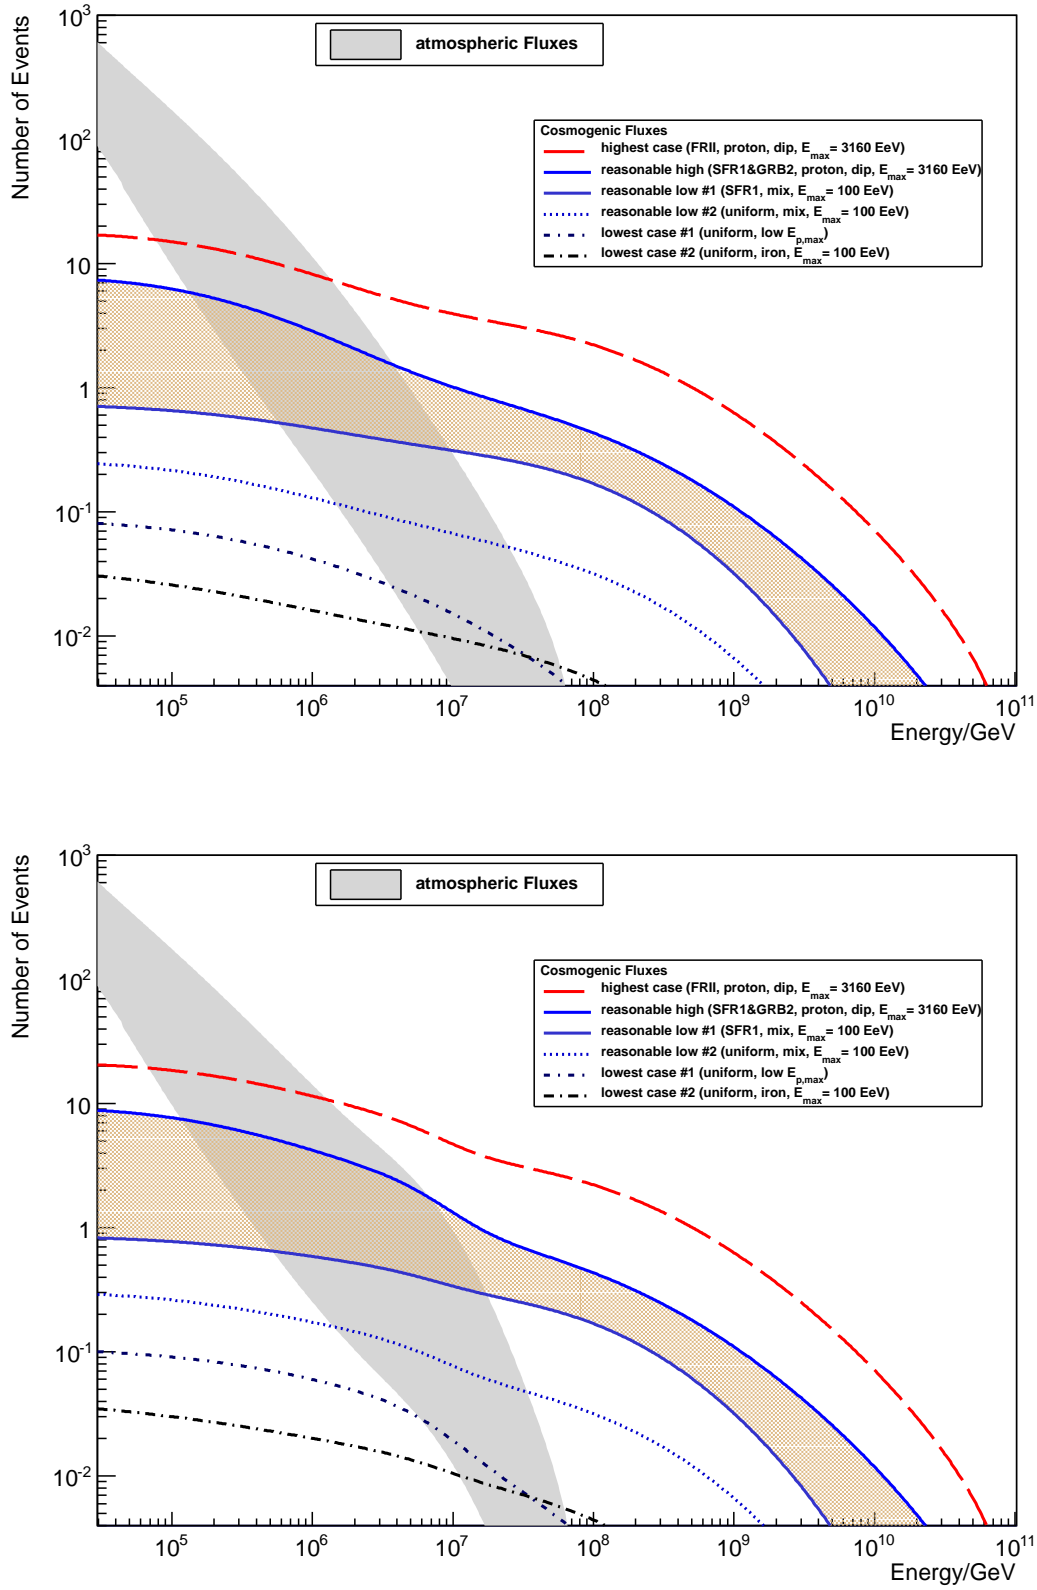 10^3
atmospheric Fluxes
Number of Events
Cosmogenic Fluxes
highest case (FRII, proton, dip, E_max= 3160 EeV)
reasonable high (SFR1&GRB2, proton, dip, E_max= 3160 EeV)
reasonable low #1 (SFR1, mix, E_max= 100 EeV)
reasonable low #2 (uniform, mix, E_max= 100 EeV)
lowest case #1 (uniform, low E_p,max)
lowest case #2 (uniform, iron, E_max= 100 EeV)
10^2
10
1
10^-1
10^-2
10^5 10^6 10^7 10^8 10^9 10^10 10^11
Energy/GeV
10^3
atmospheric Fluxes
Number of Events
Cosmogenic Fluxes
highest case (FRII, proton, dip, E_max= 3160 EeV)
reasonable high (SFR1&GRB2, proton, dip, E_max= 3160 EeV)
reasonable low #1 (SFR1, mix, E_max= 100 EeV)
reasonable low #2 (uniform, mix, E_max= 100 EeV)
lowest case #1 (uniform, low E_p,max)
lowest case #2 (uniform, iron, E_max= 100 EeV)
10^2
10
1
10^-1
10^-2
10^5 10^6 10^7 10^8 10^9 10^10 10^11
Energy/GeV